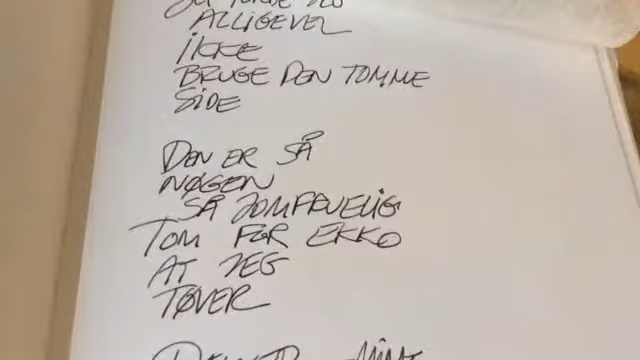 ALLIGEVEL
IKKE
BRUGE DEN TOMME
SIDE
DEN ER SÅ
NØGEN
SÅ JOMFRUELIG
TOM FOR EKKO
AT JEG
TØVER